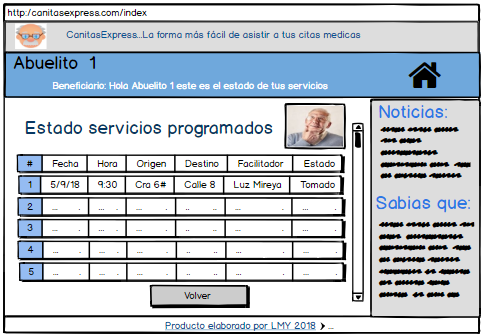 http:/canitasexpress.com/index
CanitasExpress...La forma más fácil de asistir a tus citas medicas
Abuelito 1
Beneficiario: Hola Abuelito 1 este es el estado de tus servicios
Estado servicios programados
# Fecha Hora Origen Destino Facilitador Estado
1 5/9/18 9:30 Cra 6# Calle 8 Luz Mireya Tomado
2 ... . ... . ... . ... . ... . ... .
3 ... . ... . ... . ... . ... . ... .
4 ... . ... . ... . ... . ... . ... .
5 ... . ... . ... . ... . ... . ... .
Volver
Noticias:
Sabias que:
Producto elaborado por LMY 2018 > ...